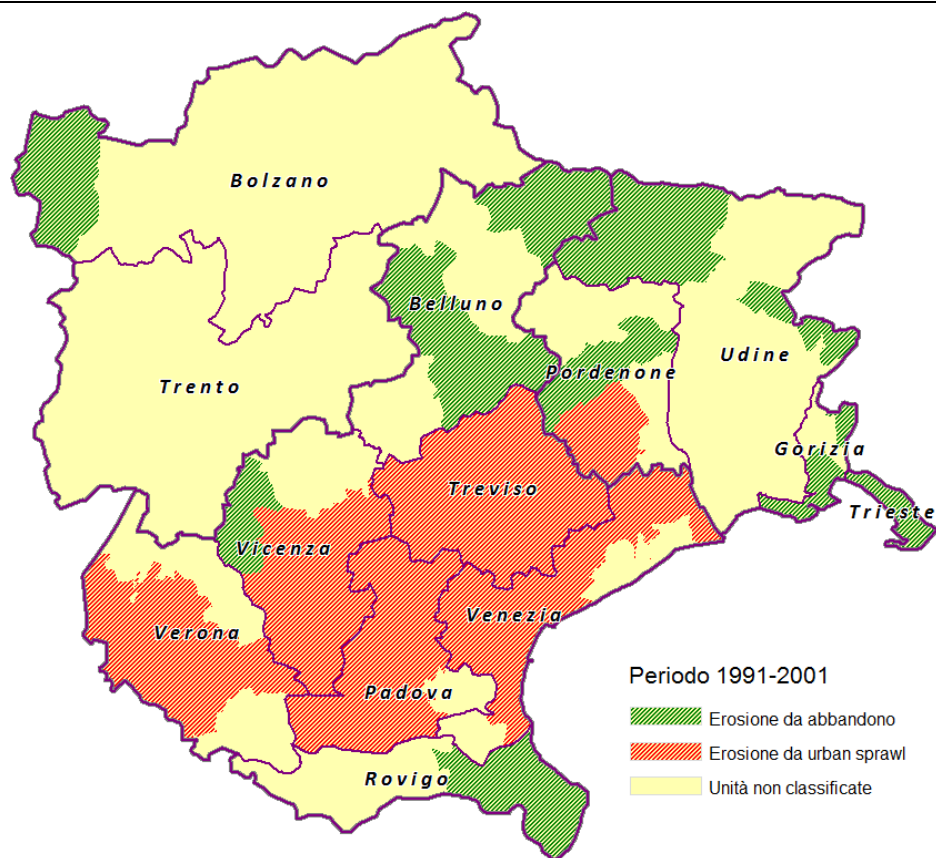 Bolzano
Belluno
Trento
Udine
Pordenone
Gorizia
Treviso
Trieste
Vicenza
Venezia
Verona
Padova
Rovigo
Periodo 1991-2001
Erosione da abbandono
Erosione da urban sprawl
Unità non classificate